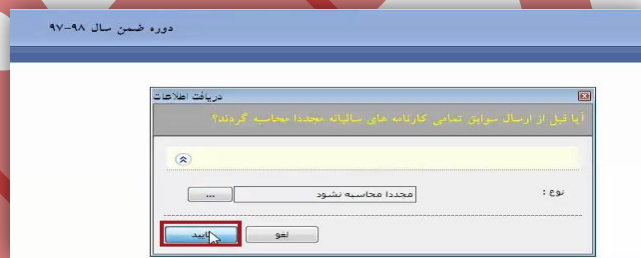 دوره ضمن سال ۹۸-۹۷
دریافت اطلاعات
آیا قبل از ارسال سوابق تمامی کارنامه های سالیانه مجددا محاسبه گردند؟
نوع :
مجددا محاسبه نشود
...
لغو
تایید